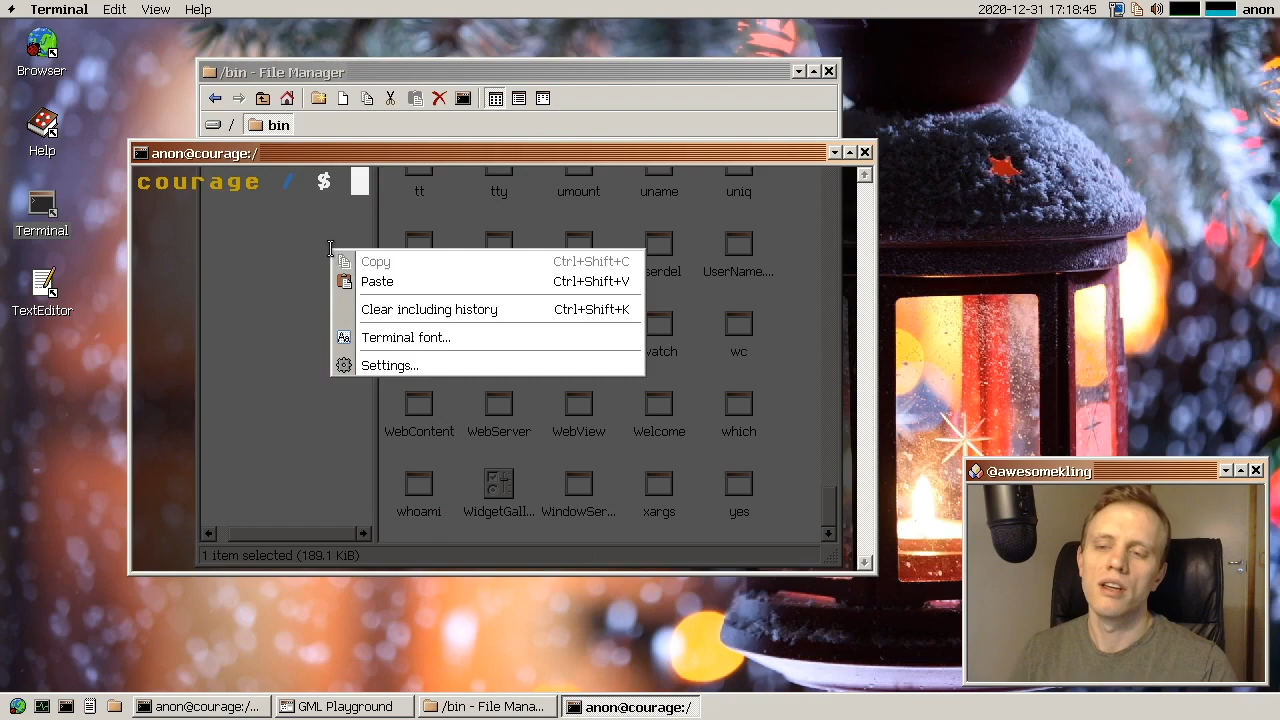 Terminal Edit View Help 2020-12-31 17:18:45 anon
Browser
Help
Terminal
TextEditor
/bin - File Manager
/ bin
anon@courage:/
courage / $
tt tty umount uname uniq
serdel UserName....
watch wc
Copy Ctrl+Shift+C
Paste Ctrl+Shift+V
Clear including history Ctrl+Shift+K
Terminal font...
Settings...
WebContent WebServer WebView Welcome which
whoami WidgetGall... WindowSer... xargs yes
1 item selected (189.1 KiB)
@awesomekling
anon@courage:/... GML Playground /bin - File Mana... anon@courage:/